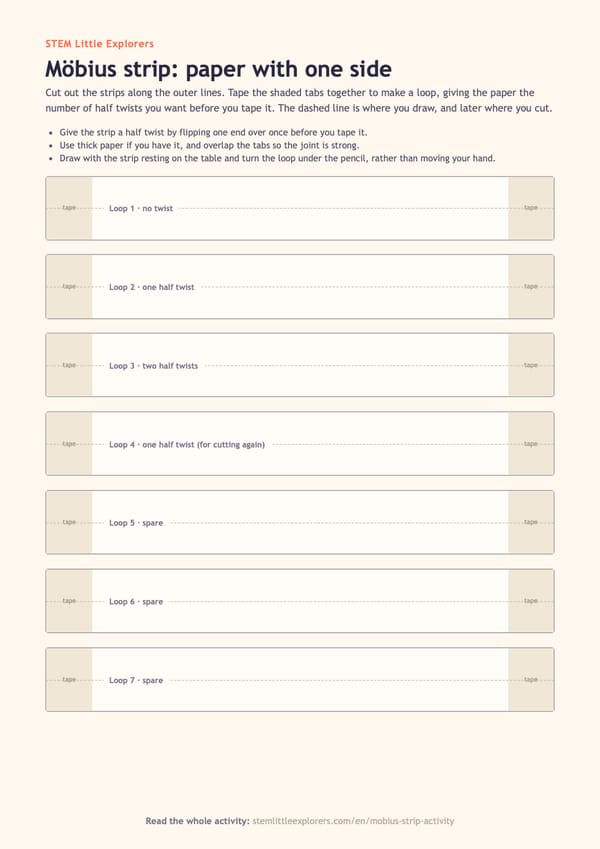 STEM Little Explorers
Möbius strip: paper with one side
Cut out the strips along the outer lines. Tape the shaded tabs together to make a loop, giving the paper the
number of half twists you want before you tape it. The dashed line is where you draw, and later where you cut.
• Give the strip a half twist by flipping one end over once before you tape it.
• Use thick paper if you have it, and overlap the tabs so the joint is strong.
• Draw with the strip resting on the table and turn the loop under the pencil, rather than moving your hand.
tape Loop 1 · no twist tape
tape Loop 2 · one half twist tape
tape Loop 3 · two half twists tape
tape Loop 4 · one half twist (for cutting again) tape
tape Loop 5 · spare tape
tape Loop 6 · spare tape
tape Loop 7 · spare tape
Read the whole activity: stemlittleexplorers.com/en/mobius-strip-activity